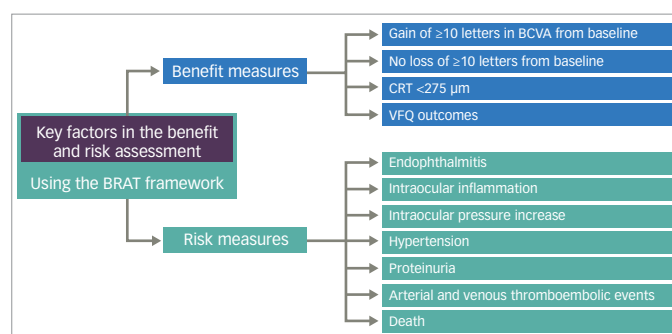 Key factors in the benefit
and risk assessment
Using the BRAT framework
Benefit measures
Gain of ≥10 letters in BCVA from baseline
No loss of ≥10 letters from baseline
CRT <275 μm
VFQ outcomes
Risk measures
Endophthalmitis
Intraocular inflammation
Intraocular pressure increase
Hypertension
Proteinuria
Arterial and venous thromboembolic events
Death